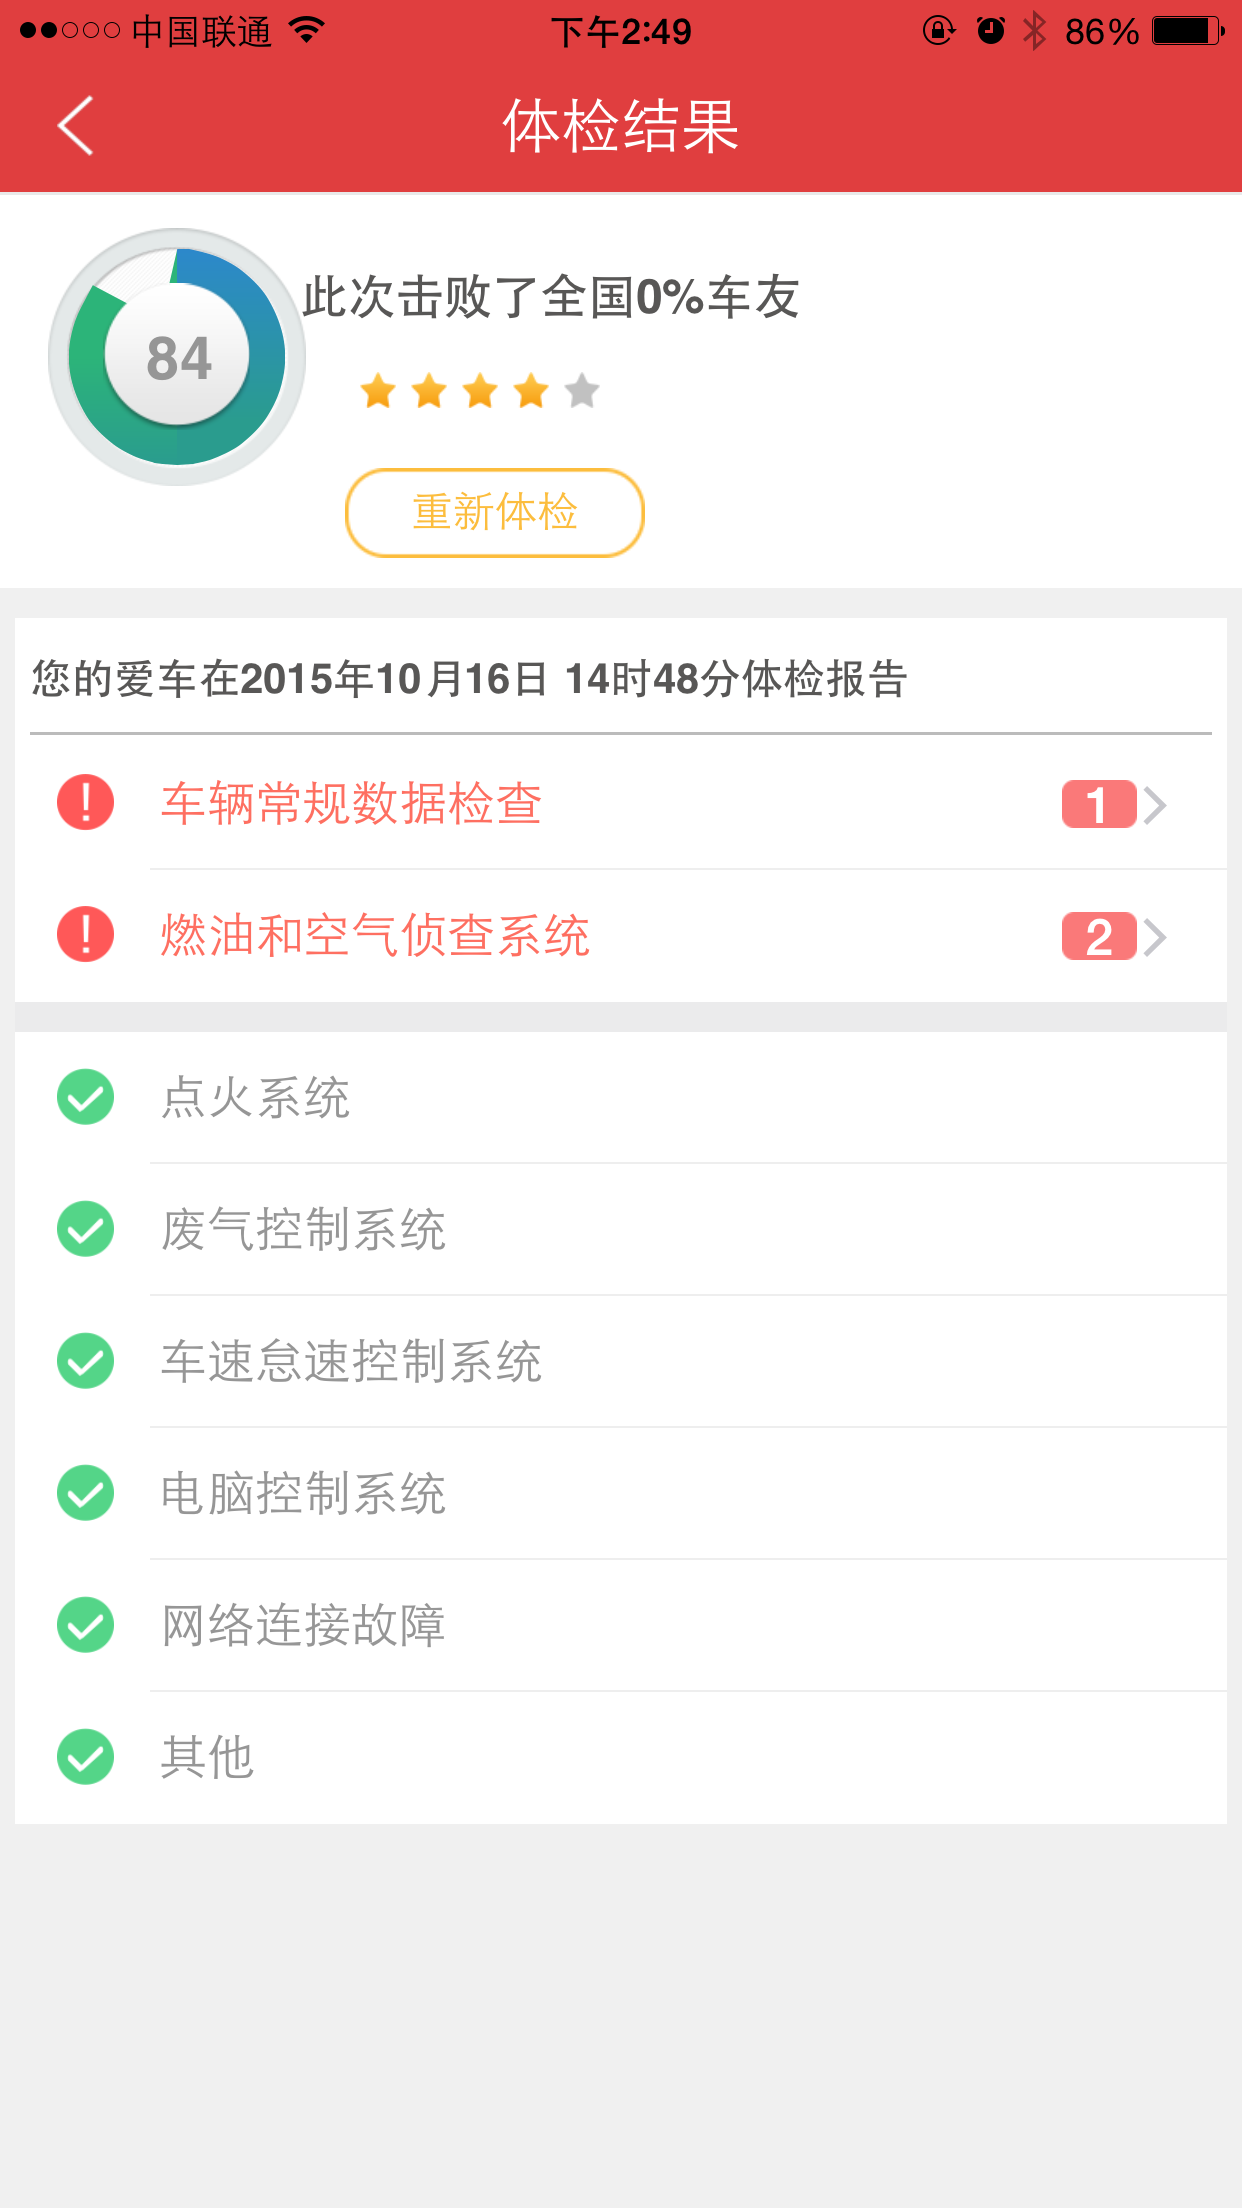 中国联通 下午2:49 86%
体检结果
84
此次击败了全国0%车友
重新体检
您的爱车在2015年10月16日 14时48分体检报告
车辆常规数据检查 1
燃油和空气侦查系统 2
点火系统
废气控制系统
车速怠速控制系统
电脑控制系统
网络连接故障
其他